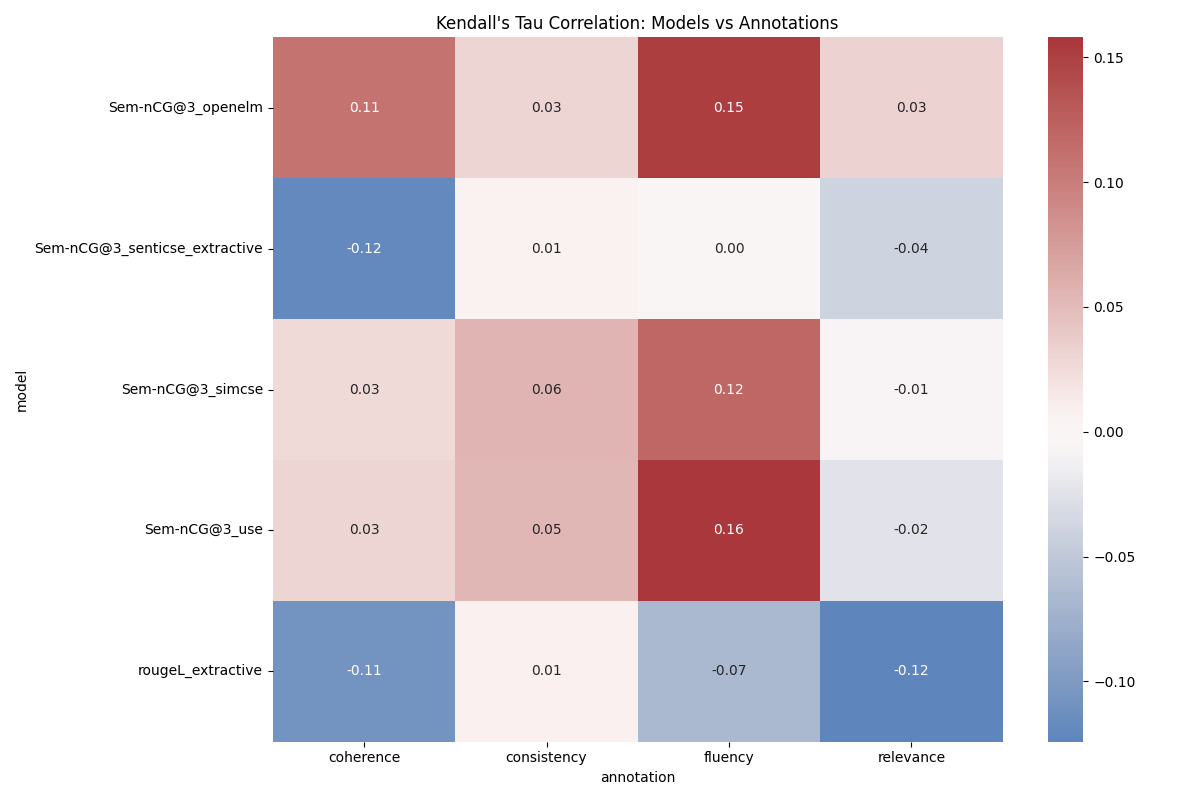 Kendall's Tau Correlation: Models vs Annotations
model
Sem-nCG@3_openelm 0.11 0.03 0.15 0.03
Sem-nCG@3_senticse_extractive -0.12 0.01 0.00 -0.04
Sem-nCG@3_simcse 0.03 0.06 0.12 -0.01
Sem-nCG@3_use 0.03 0.05 0.16 -0.02
rougeL_extractive -0.11 0.01 -0.07 -0.12
coherence consistency fluency relevance
annotation
0.15
0.10
0.05
0.00
−0.05
−0.10